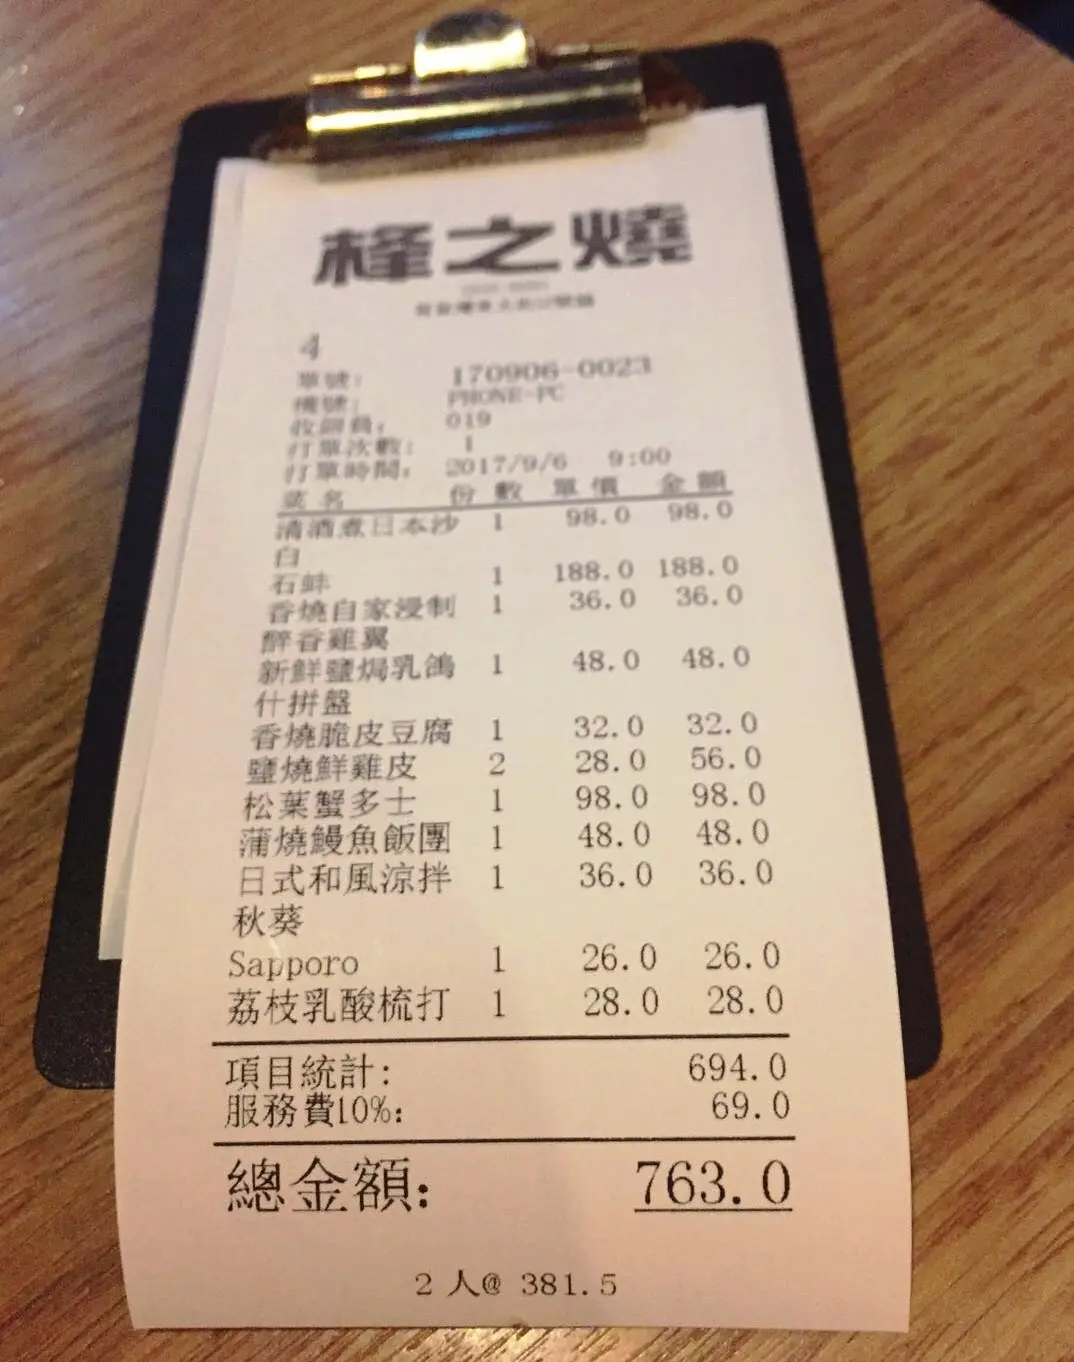 之燒
4
單號: 170906-0023
機號: PHONE-PC
收銀員: 019
打單次數: 1
打單時間: 2017/9/6 9:00
菜名 份數 單價 金額
清酒煮日本沙 1 98.0 98.0
白
石蚌 1 188.0 188.0
香燒自家浸制 1 36.0 36.0
醉香雞翼
新鮮鹽焗乳鴿 1 48.0 48.0
什拼盤
香燒脆皮豆腐 1 32.0 32.0
鹽燒鮮雞皮 2 28.0 56.0
松葉蟹多士 1 98.0 98.0
蒲燒鰻魚飯團 1 48.0 48.0
日式和風涼拌 1 36.0 36.0
秋葵
Sapporo 1 26.0 26.0
荔枝乳酸梳打 1 28.0 28.0
項目統計: 694.0
服務費10%: 69.0
總金額: 763.0
2 人@ 381.5